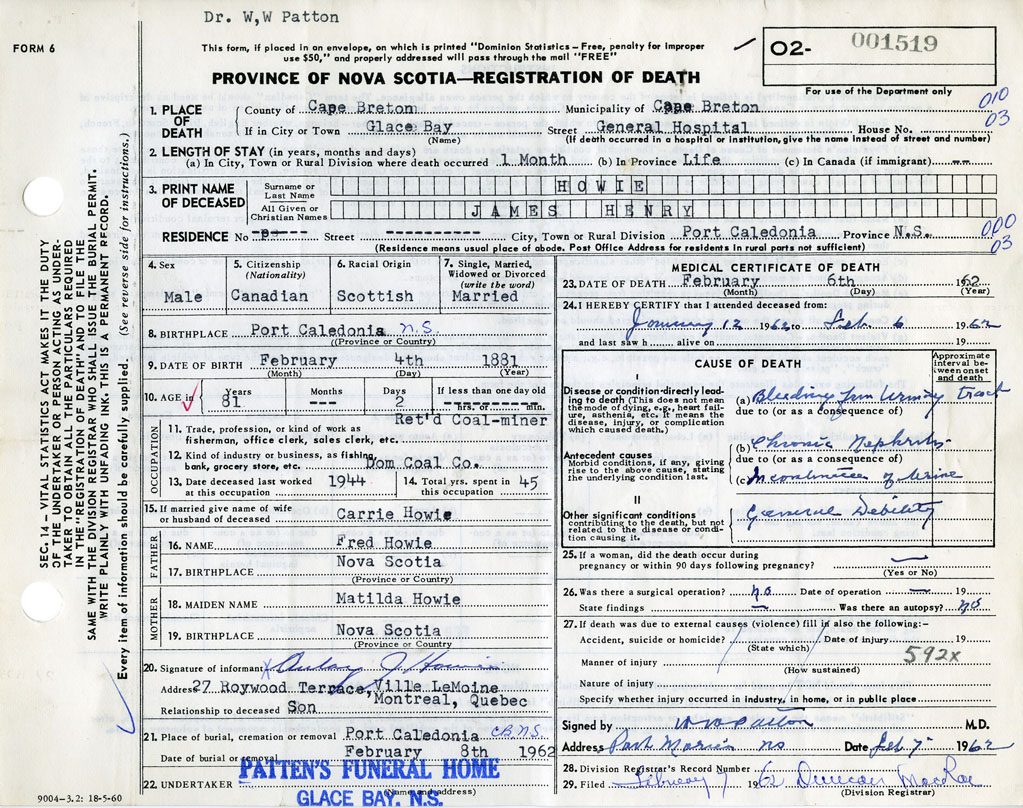 Dr. W,W Patton
FORM 6
This form, if placed in an envelope, on which is printed "Dominion Statistics – Free, penalty for improper
use $50," and properly addressed will pass through the mail "FREE"
O2- 001519
PROVINCE OF NOVA SCOTIA—REGISTRATION OF DEATH
For use of the Department only
010
03
1. PLACE OF DEATH
County of Cape Breton Municipality of Cape Breton
If in City or Town Glace Bay Street General Hospital House No.
(Name) (If death occurred in a hospital or institution, give the name instead of street and number)
2. LENGTH OF STAY (in years, months and days)
(a) In City, Town or Rural Division where death occurred 1 Month (b) In Province Life (c) In Canada (if immigrant) --
3. PRINT NAME OF DECEASED
Surname or Last Name HOWIE
All Given or Christian Names JAMES HENRY
000
03
RESIDENCE No Street ----------- City, Town or Rural Division Port Caledonia Province N.S.
(Residence means usual place of abode. Post Office Address for residents in rural parts not sufficient)
4. Sex
Male
5. Citizenship
(Nationality)
Canadian
6. Racial Origin
Scottish
7. Single, Married, Widowed or Divorced
(write the word)
Married
8. BIRTHPLACE Port Caledonia N.S.
(Province or Country)
9. DATE OF BIRTH February 4th 1881
(Month) (Day) (Year)
10. AGE in Years Months Days If less than one day old
81 --- 2 hrs. or min.
OCCUPATION
11. Trade, profession, or kind of work as
fisherman, office clerk, sales clerk, etc. Ret'd Coal-miner
12. Kind of industry or business, as fishing,
bank, grocery store, etc. Dom Coal Co.
13. Date deceased last worked at this occupation 1944
14. Total yrs. spent in this occupation 45
15. If married give name of wife
or husband of deceased Carrie Howie
FATHER
16. NAME Fred Howie
17. BIRTHPLACE Nova Scotia
(Province or Country)
MOTHER
18. MAIDEN NAME Matilda Howie
19. BIRTHPLACE Nova Scotia
(Province or Country
20. Signature of informant X
Address 27 Roywood Terrace, Ville LeMoine
Montreal, Quebec
Relationship to deceased Son
21. Place of burial, cremation or removal Port Caledonia C.B.N.S.
Date of burial or removal February 8th 1962
22. UNDERTAKER PATTEN'S FUNERAL HOME
(Name and address)
GLACE BAY, N.S.
9004-3.2: 18-5-60
MEDICAL CERTIFICATE OF DEATH
23. DATE OF DEATH February 6th 1962
(Month) (Day) (Year)
24. I HEREBY CERTIFY that I attended deceased from:
January 12 1962 to Feb. 6 1962
and last saw h alive on 19
CAUSE OF DEATH
Approximate interval between onset and death
I
Disease or condition directly leading to death (This does not mean the mode of dying, e.g., heart failure, asthenia, etc. It means the disease, injury, or complication which caused death.)
(a) Bleeding from Urinary Tract
due to (or as a consequence of)
Antecedent causes
Morbid conditions, if any, giving rise to the above cause, stating the underlying condition last.
(b) Chronic Nephritis
due to (or as a consequence of)
(c) Incontinence of Urine
II
Other significant conditions
contributing to the death, but not related to the disease or condition causing it.
General Debility
25. If a woman, did the death occur during
pregnancy or within 90 days following pregnancy? —
(Yes or No)
26. Was there a surgical operation? no Date of operation — 19
State findings — Was there an autopsy? no
27. If death was due to external causes (violence) fill in also the following:-
Accident, suicide or homicide? Date of injury 19
(State which)
592x
Manner of injury
(How sustained)
Nature of injury
Specify whether injury occurred in industry, in home, or in public place
Signed by WW Patton M.D.
Address Port Morien NS Date Feb 7 1962
28. Division Registrar's Record Number
29. Filed February 7 62 Duncan MacRae
(Division Registrar)
SEC. 14 — VITAL STATISTICS ACT MAKES IT THE DUTY
OF THE UNDERTAKER OR PERSON ACTING AS UNDER-
TAKER TO OBTAIN ALL THE PARTICULARS REQUIRED
IN THE "REGISTRATION OF DEATH" AND TO FILE THE
SAME WITH THE DIVISION REGISTRAR WHO SHALL ISSUE THE BURIAL PERMIT.
WRITE PLAINLY WITH UNFADING INK. THIS IS A PERMANENT RECORD.
Every item of information should be carefully supplied. (See reverse side for instructions.)